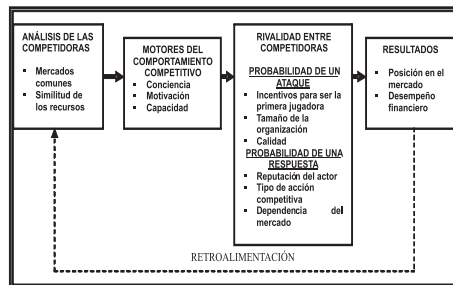 ANÁLISIS DE LAS
COMPETIDORAS
▪ Mercados
comunes
▪ Similitud de
los recursos
MOTORES DEL
COMPORTAMIENTO
COMPETITIVO
▪ Conciencia
▪ Motivación
▪ Capacidad
RIVALIDAD ENTRE
COMPETIDORAS
PROBABILIDAD DE UN
ATAQUE
▪ Incentivos para ser la
primera jugadora
▪ Tamaño de la
organización
▪ Calidad
PROBABILIDAD DE UNA
RESPUESTA
▪ Reputación del actor
▪ Tipo de acción
competitiva
▪ Dependencia del
mercado
RESULTADOS
▪ Posición en el
mercado
▪ Desempeño
financiero
RETROALIMENTACIÓN